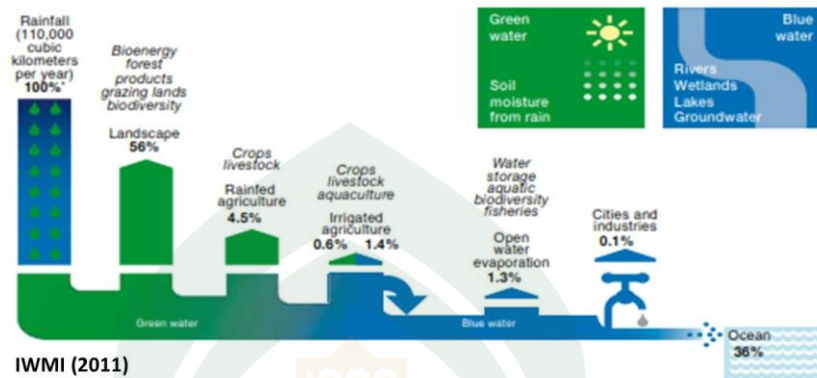 Rainfall
(110,000
cubic
kilometers
per year)
100%*
Bioenergy
forest
products
grazing lands
biodiversity
Landscape
56%
Crops
livestock
Rainfed
agriculture
4.5%
Crops
livestock
aquaculture
Irrigated
agriculture
0.6% 1.4%
Water
storage
aquatic
biodiversity
fisheries
Open
water
evaporation
1.3%
Cities and
industries
0.1%
Green
water
Soil
moisture
from rain
Blue
water
Rivers
Wetlands
Lakes
Groundwater
Green water
Blue water
Ocean
36%
IWMI (2011)